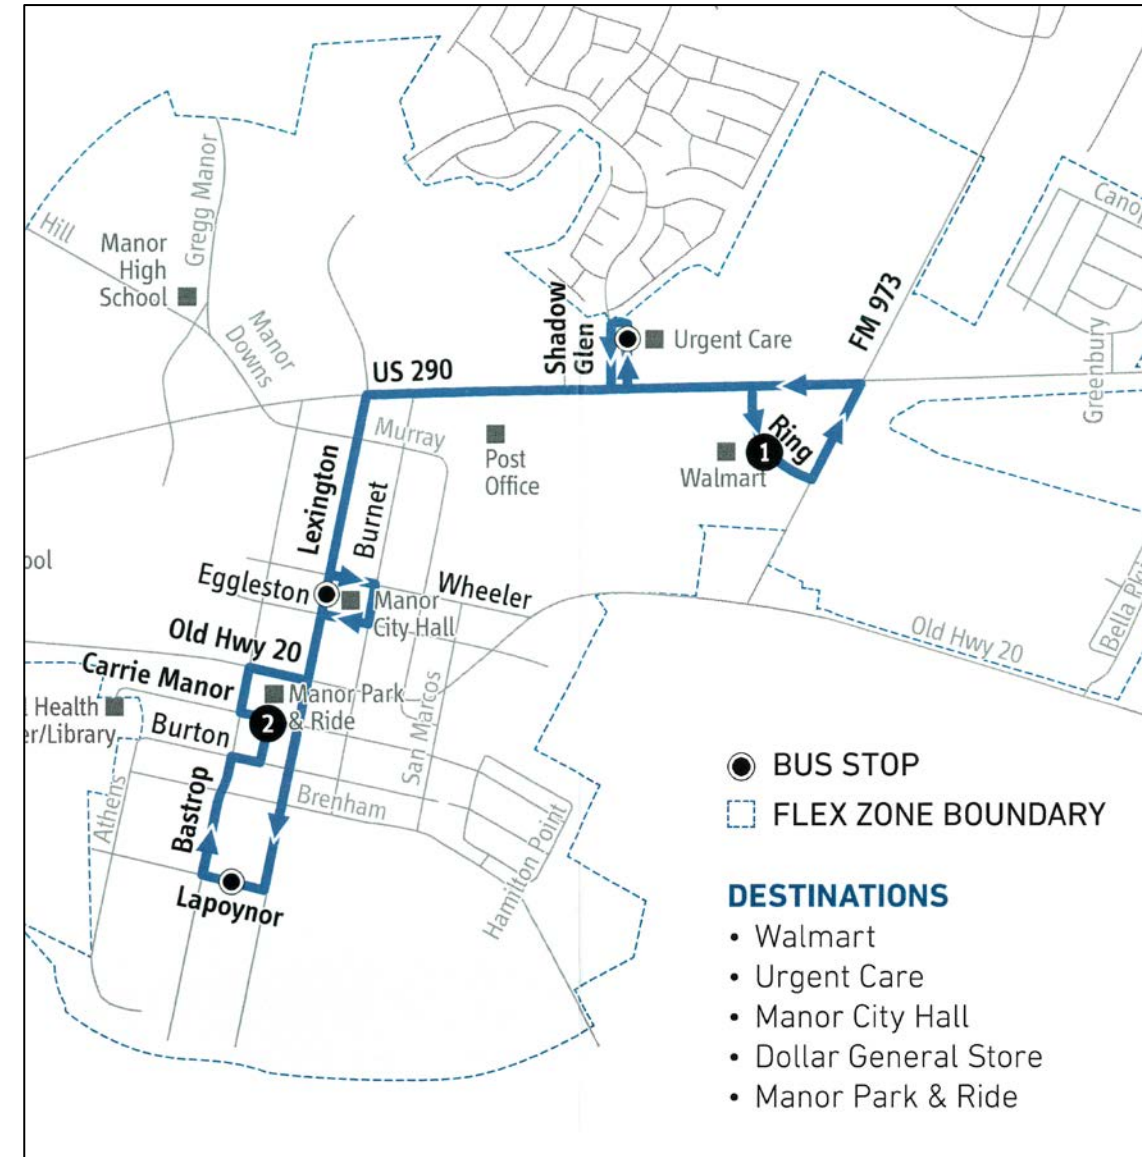 Canop
Hill
Gregg Manor
Manor
High
School
Manor
Downs
Shadow
Glen
Urgent Care
FM 973
Greenbury
US 290
Murray
Post
Office
Ring
1
Walmart
Lexington
Burnet
ool
Eggleston
Wheeler
Manor
City Hall
Old Hwy 20
Old Hwy 20
Carrie Manor
Manor Park
& Ride
2
l Health
er/Library
Burton
San Marcos
Athens
Bastrop
Brenham
Hamilton Point
Lapoynor
BUS STOP
FLEX ZONE BOUNDARY
DESTINATIONS
• Walmart
• Urgent Care
• Manor City Hall
• Dollar General Store
• Manor Park & Ride